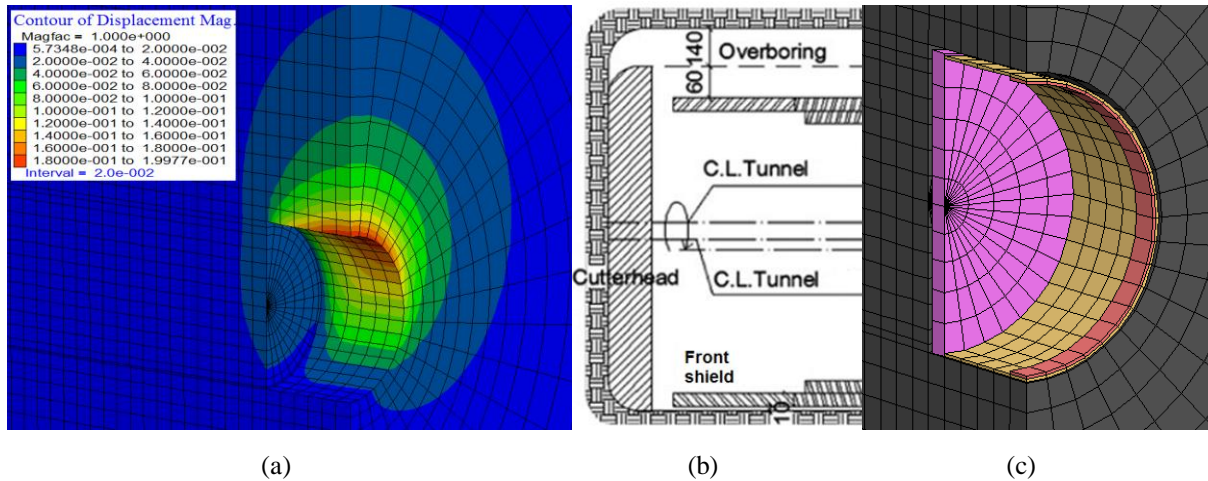 Contour of Displacement Mag.
Magfac = 1.000e+000
5.7348e-004 to 2.0000e-002
2.0000e-002 to 4.0000e-002
4.0000e-002 to 6.0000e-002
6.0000e-002 to 8.0000e-002
8.0000e-002 to 1.0000e-001
1.0000e-001 to 1.2000e-001
1.2000e-001 to 1.4000e-001
1.4000e-001 to 1.6000e-001
1.6000e-001 to 1.8000e-001
1.8000e-001 to 1.9977e-001
Interval = 2.0e-002
140
Overboring
60
C.L.Tunnel
Cutterhead
C.L.Tunnel
Front
shield
10
(a)
(b)
(c)